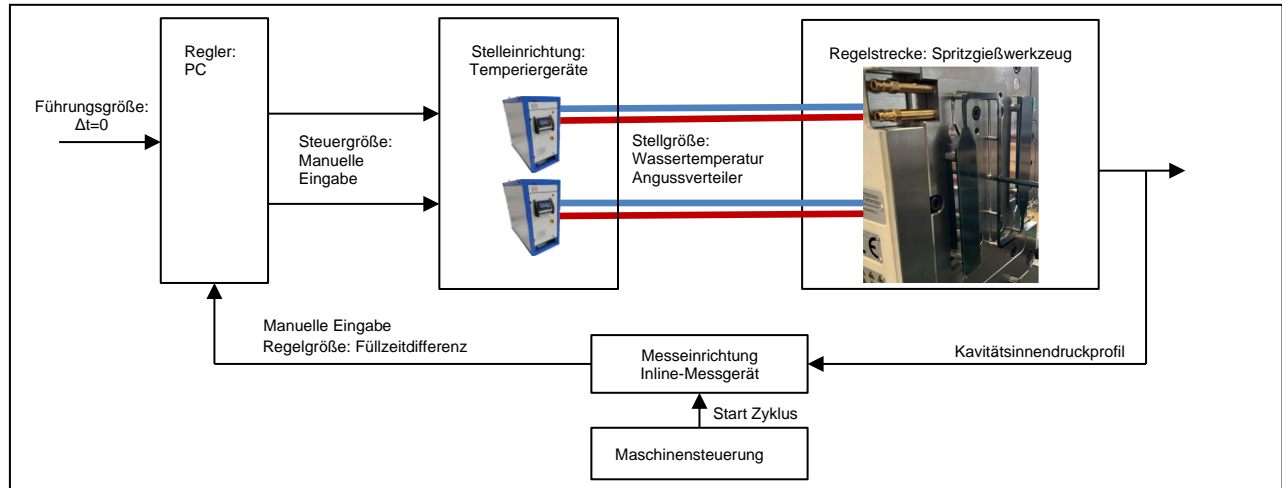 Regler:
PC
Stelleinrichtung:
Temperiergeräte
Regelstrecke: Spritzgießwerkzeug
Führungsgröße:
Δt=0
Steuergröße:
Manuelle
Eingabe
Stellgröße:
Wassertemperatur
Angussverteiler
Manuelle Eingabe
Regelgröße: Füllzeitdifferenz
Messeinrichtung
Inline-Messgerät
Kavitätsinnendruckprofil
Start Zyklus
Maschinensteuerung